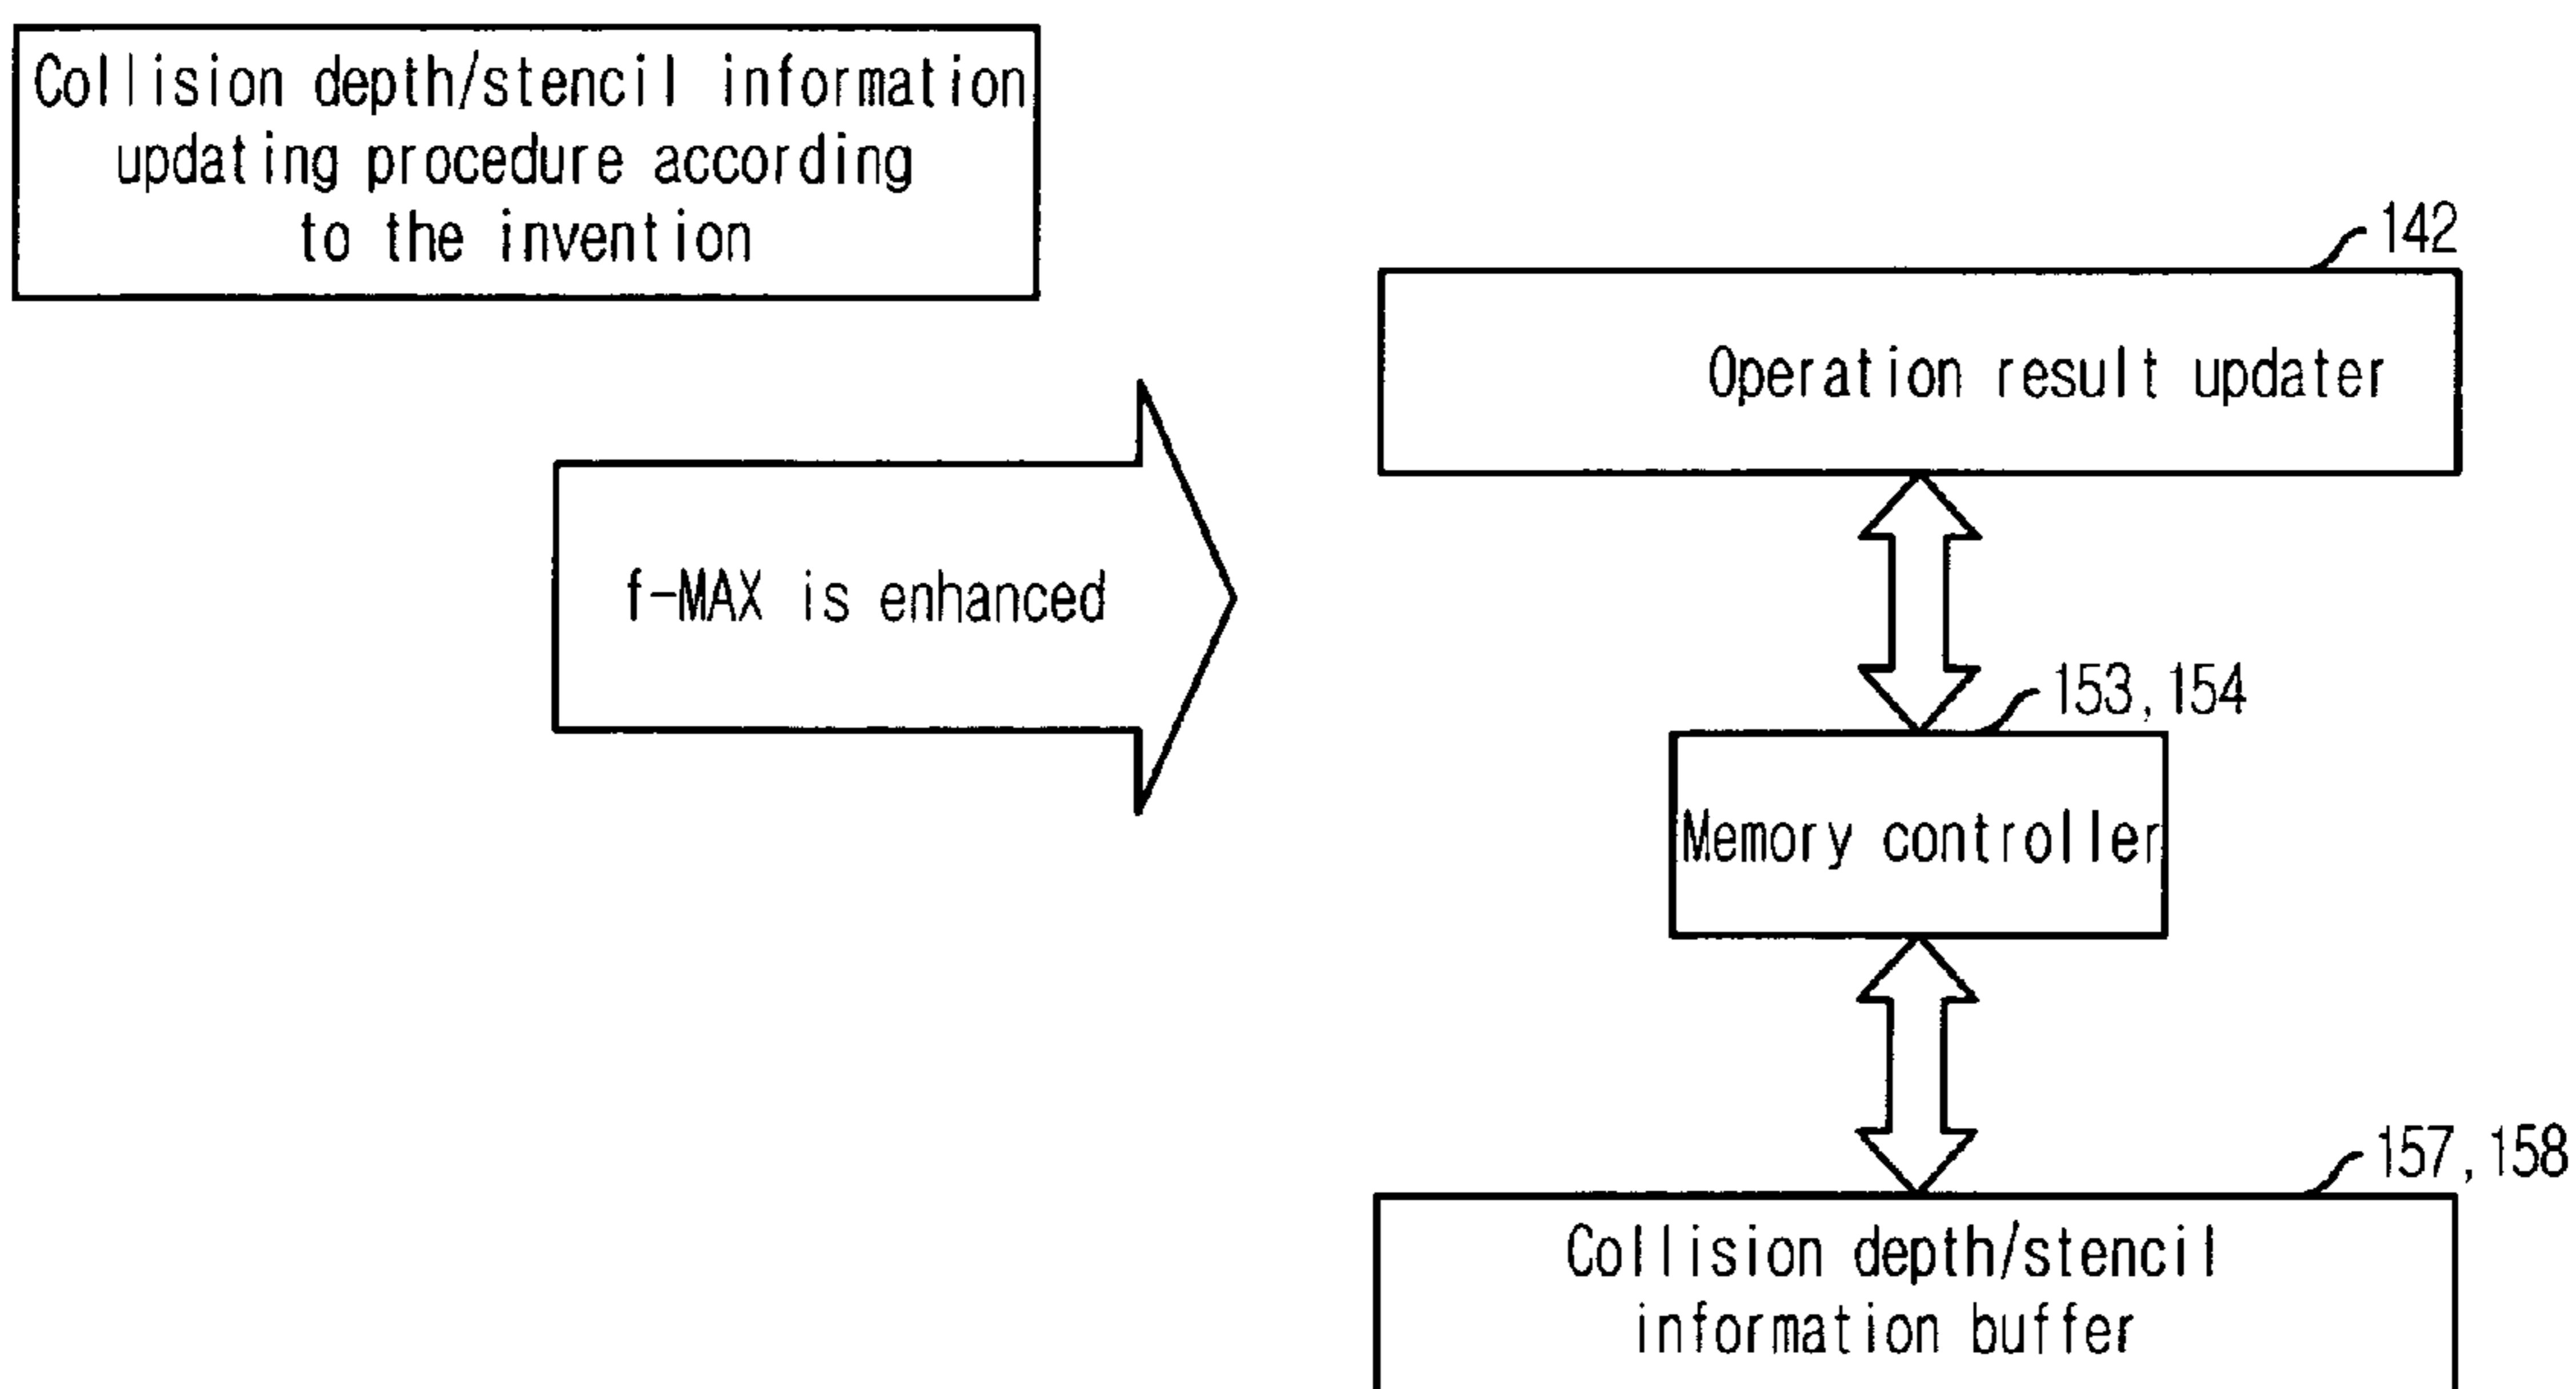 Collision depth/stencil information
updating procedure according
to the invention
142
Operation result updater
f-MAX is enhanced
153, 154
Memory controller
157, 158
Collision depth/stencil
information buffer